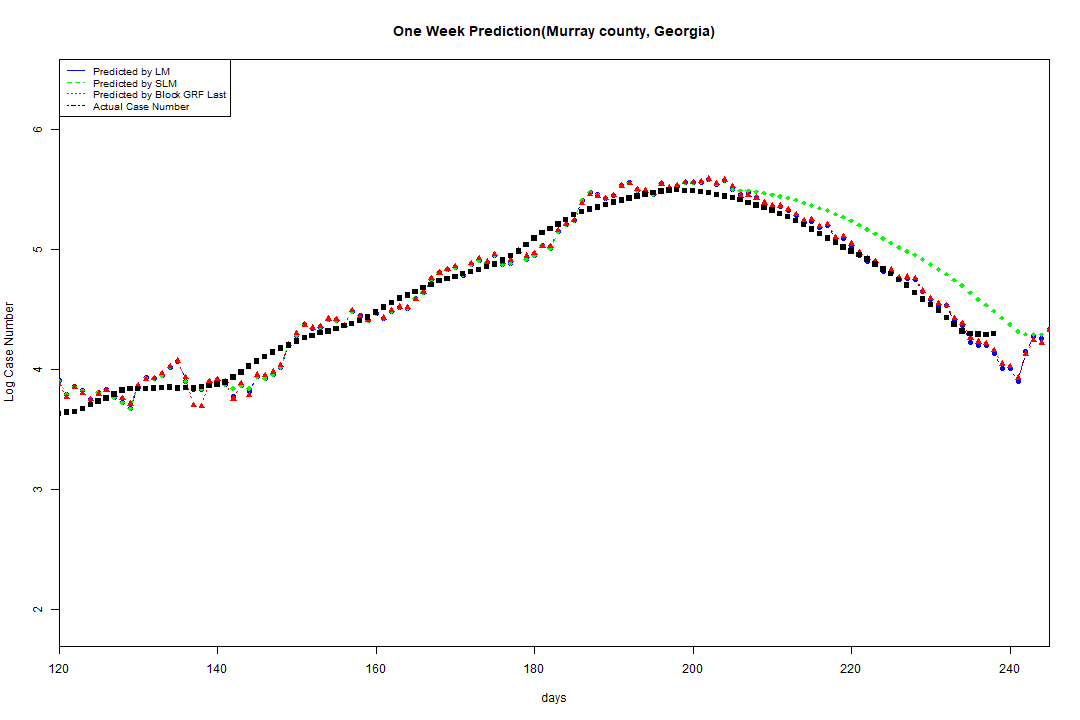 One Week Prediction(Murray county, Georgia)
Predicted by LM
Predicted by SLM
Predicted by Block GRF Last
Actual Case Number
6
5
4
3
2
Log Case Number
120 140 160 180 200 220 240
days